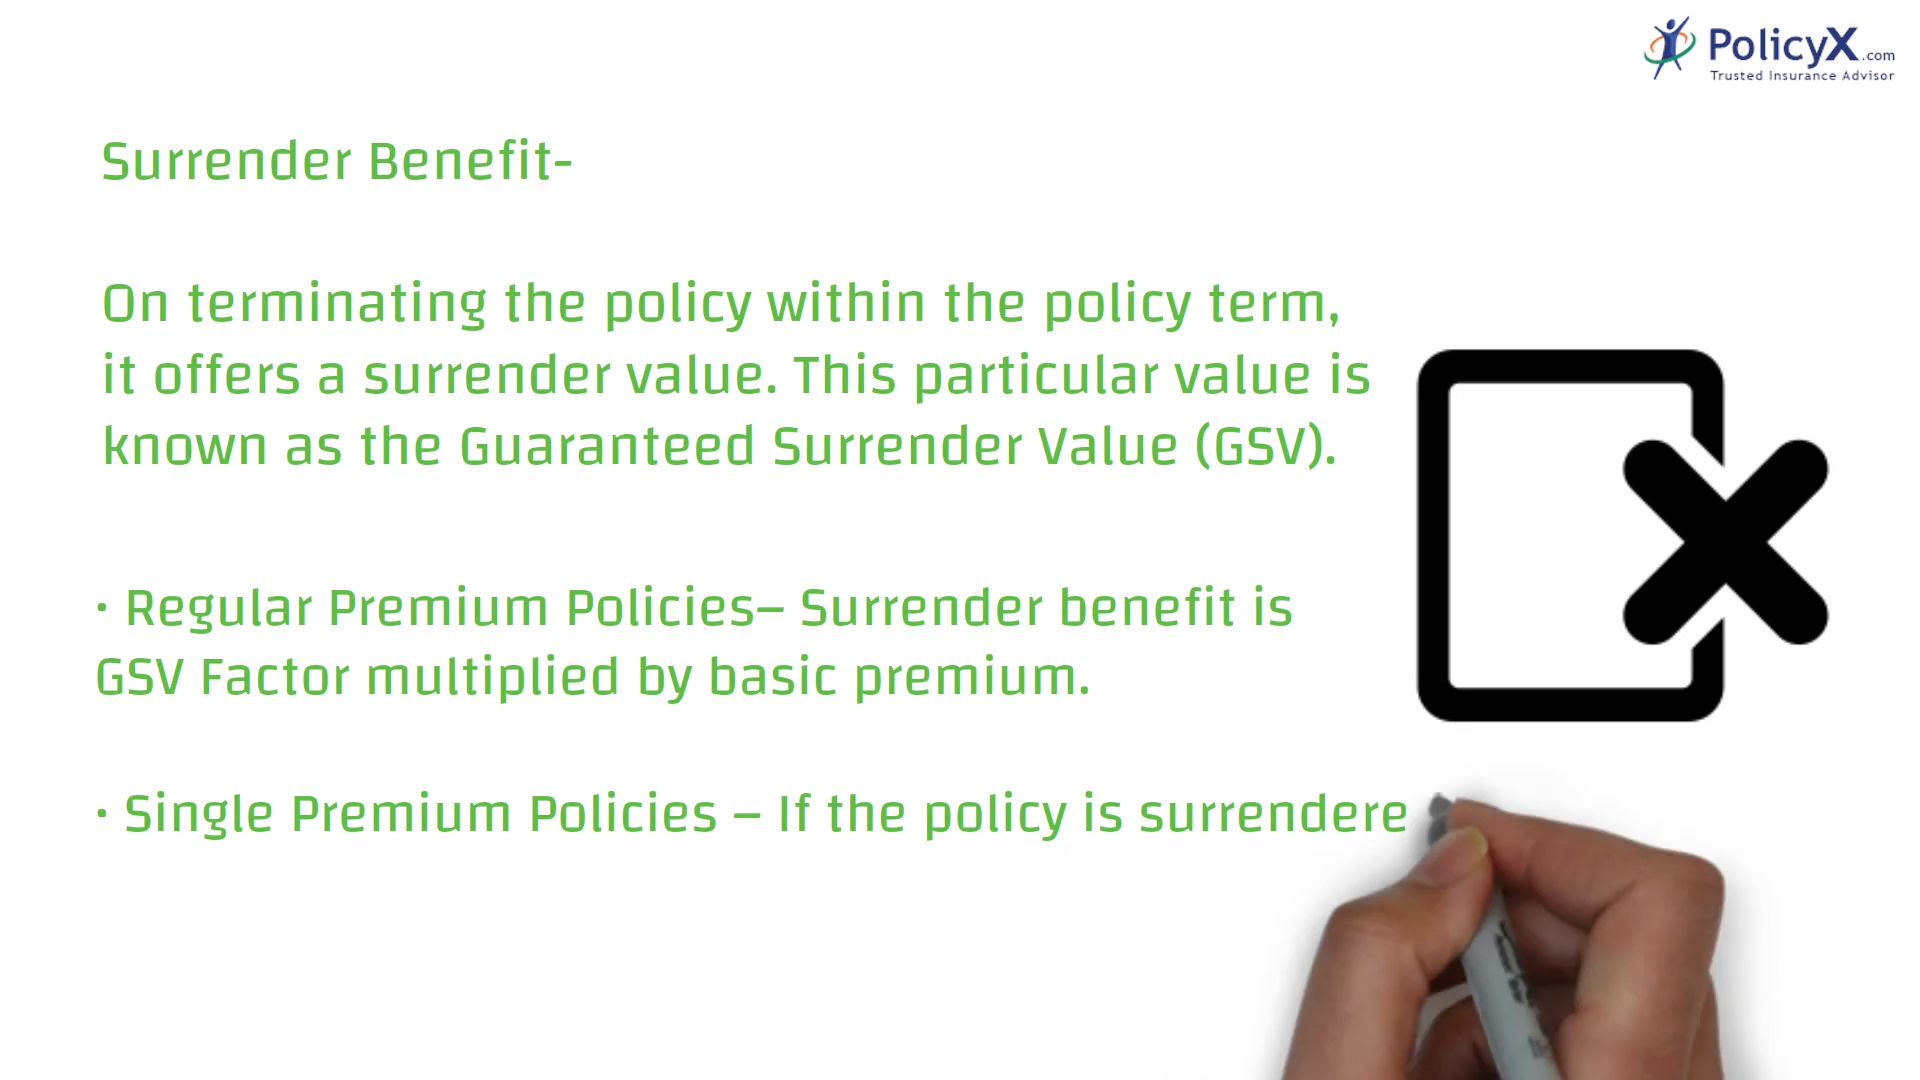 PolicyX.com
Trusted Insurance Advisor
Surrender Benefit-
On terminating the policy within the policy term,
it offers a surrender value. This particular value is
known as the Guaranteed Surrender Value (GSV).
• Regular Premium Policies– Surrender benefit is
GSV Factor multiplied by basic premium.
• Single Premium Policies – If the policy is surrendere